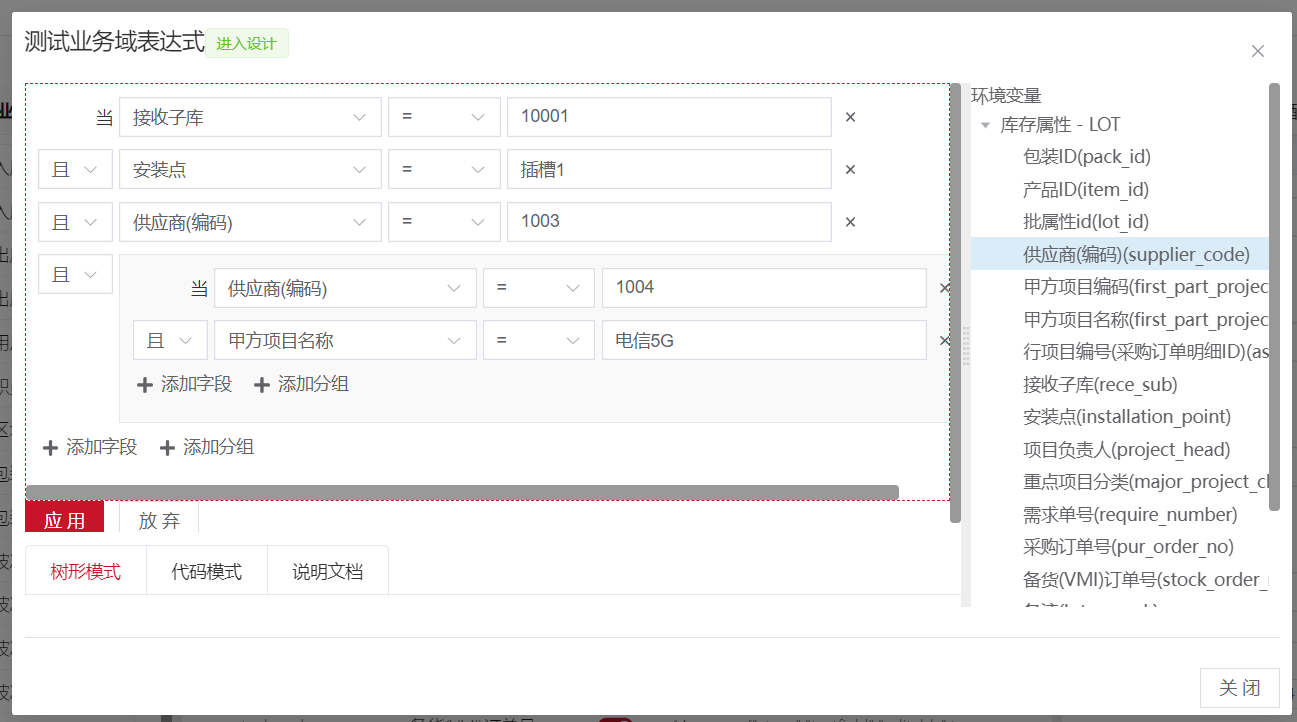 测试业务域表达式 进入设计
当 接收子库 = 10001 ×
且 安装点 = 插槽1 ×
且 供应商(编码) = 1003 ×
且
当 供应商(编码) = 1004 ×
且 甲方项目名称 = 电信5G ×
+ 添加字段 + 添加分组
+ 添加字段 + 添加分组
应用 放弃
树形模式 代码模式 说明文档
环境变量
库存属性 - LOT
包装ID(pack_id)
产品ID(item_id)
批属性id(lot_id)
供应商(编码)(supplier_code)
甲方项目编码(first_part_projec
甲方项目名称(first_part_projec
行项目编号(采购订单明细ID)(as
接收子库(rece_sub)
安装点(installation_point)
项目负责人(project_head)
重点项目分类(major_project_cl
需求单号(require_number)
采购订单号(pur_order_no)
备货(VMI)订单号(stock_order_
关闭